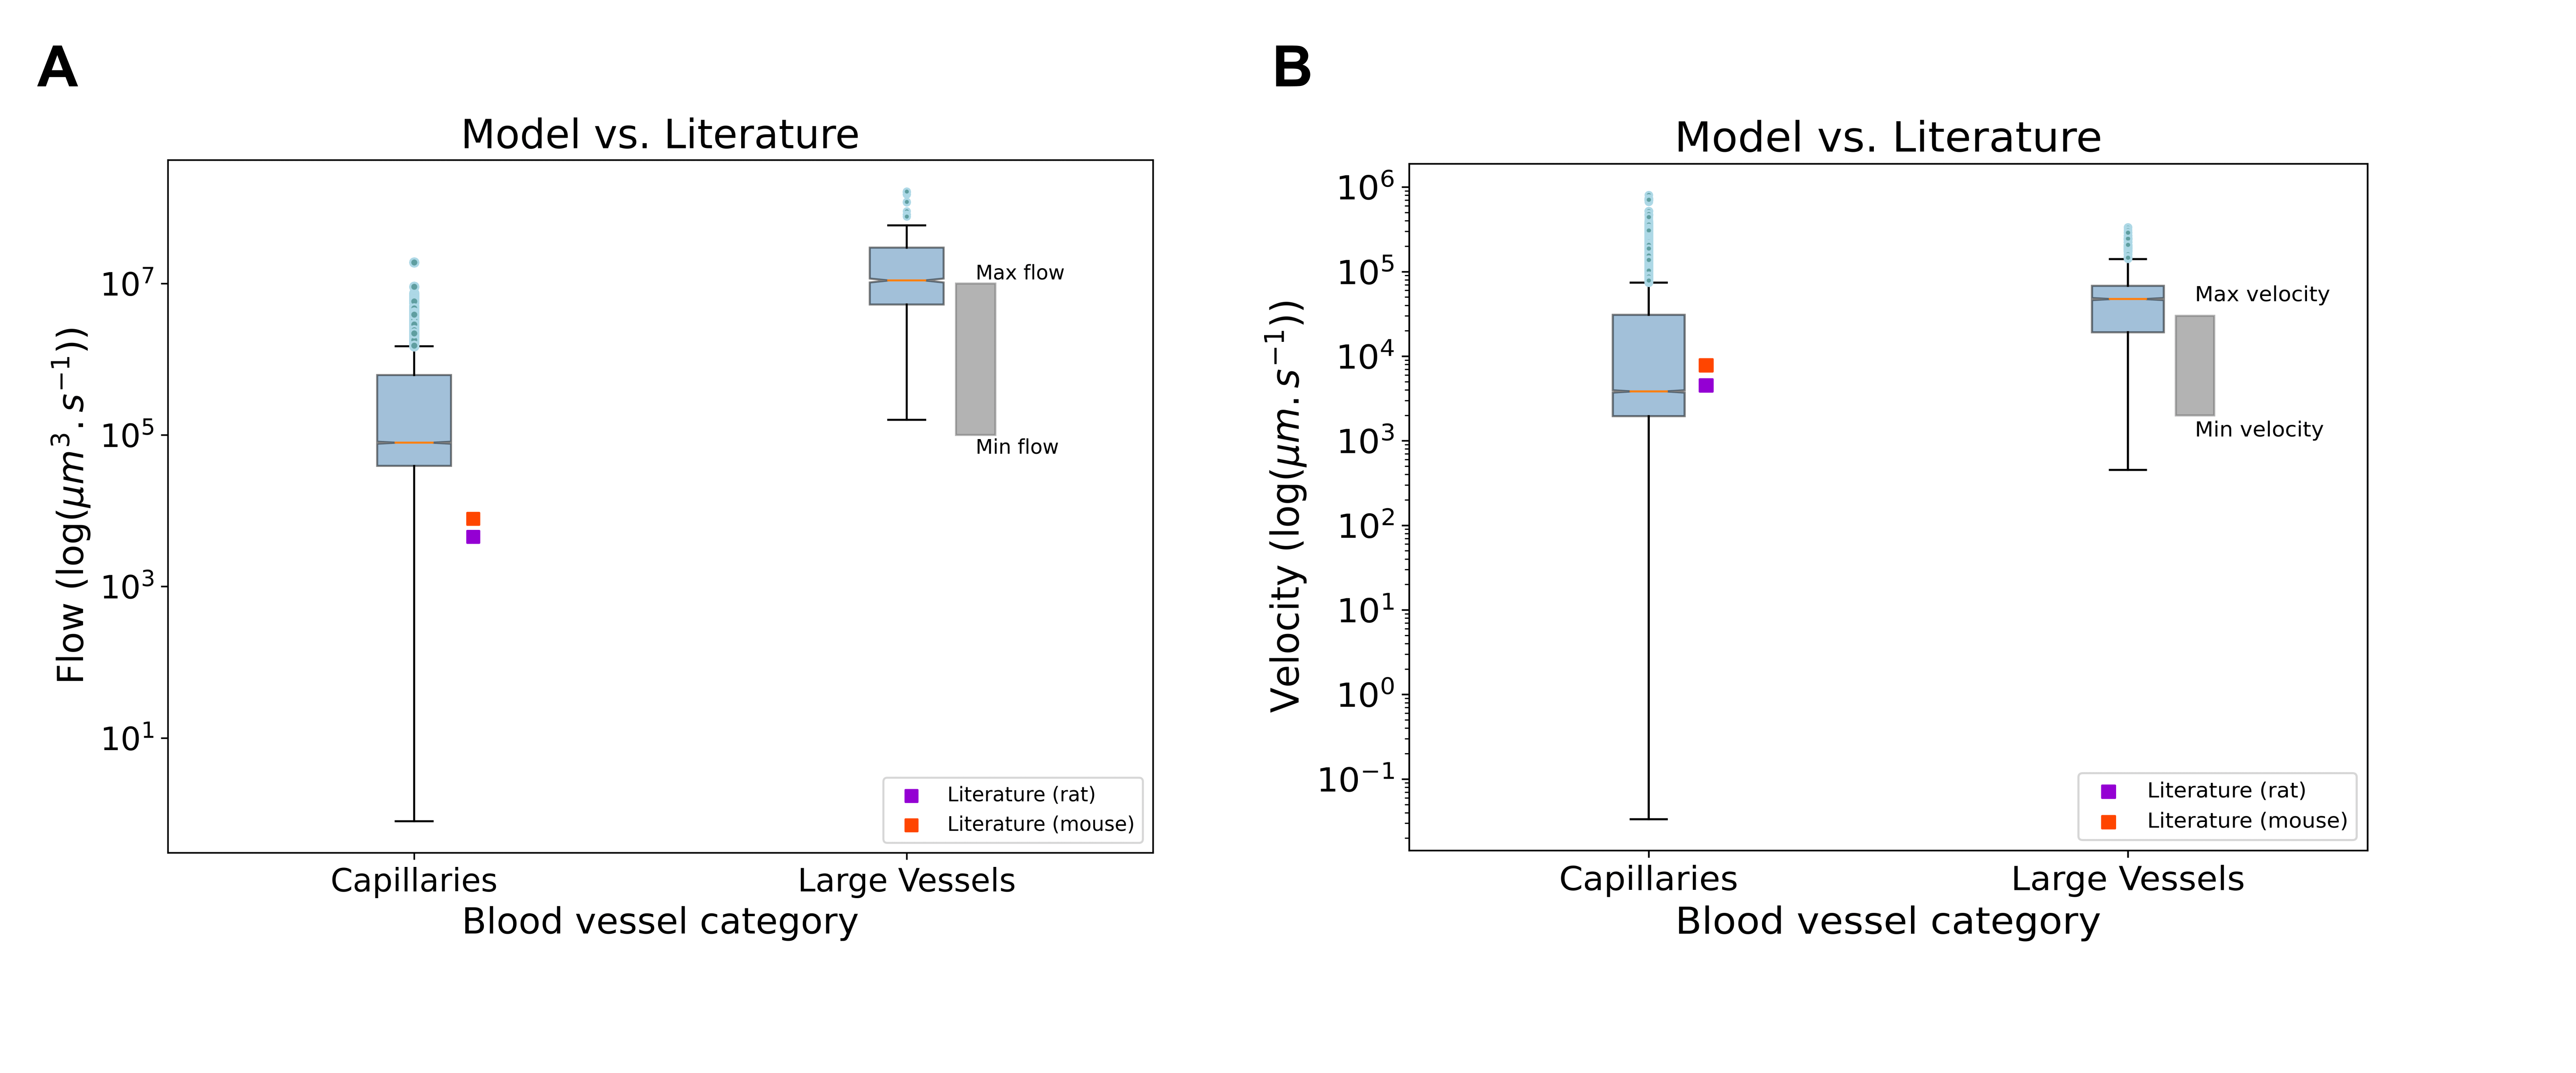 A
Model vs. Literature
Flow (log(μm³.s⁻¹))
10⁷
10⁵
10³
10¹
Max flow
Min flow
Literature (rat)
Literature (mouse)
Capillaries
Large Vessels
Blood vessel category
B
Model vs. Literature
Velocity (log(μm.s⁻¹))
10⁶
10⁵
10⁴
10³
10²
10¹
10⁰
10⁻¹
Max velocity
Min velocity
Literature (rat)
Literature (mouse)
Capillaries
Large Vessels
Blood vessel category